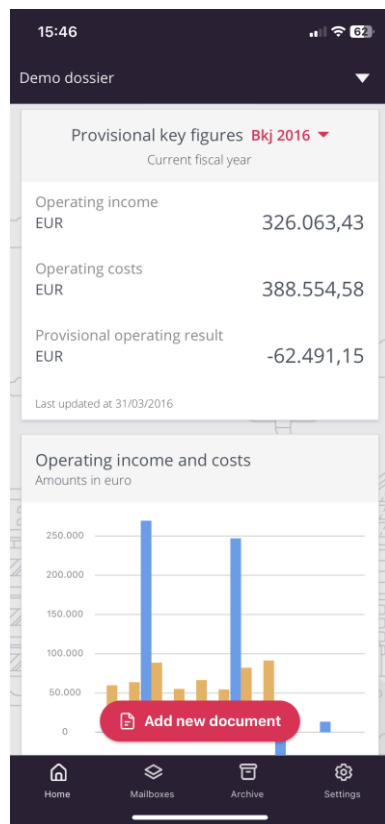 15:46
62
Demo dossier
Provisional key figures Bkj 2016
Current fiscal year
Operating income
EUR
326.063,43
Operating costs
EUR
388.554,58
Provisional operating result
EUR
-62.491,15
Last updated at 31/03/2016
Operating income and costs
Amounts in euro
250.000
200.000
150.000
100.000
50.000
0
Add new document
Home
Mailboxes
Archive
Settings